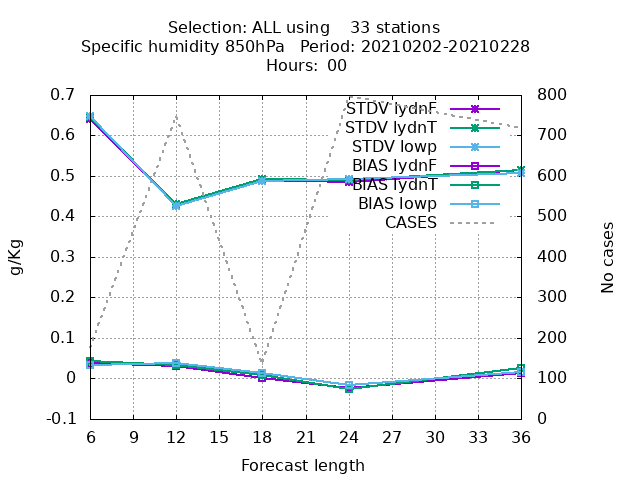 Selection: ALL using 33 stations
Specific humidity 850hPa Period: 20210202-20210228
Hours: 00
0.7
0.6
0.5
0.4
0.3
0.2
0.1
0
-0.1
g/Kg
STDV lydnF
STDV lydnT
STDV lowp
BIAS lydnF
BIAS lydnT
BIAS lowp
CASES
800
700
600
500
400
300
200
100
0
No cases
6 9 12 15 18 21 24 27 30 33 36
Forecast length